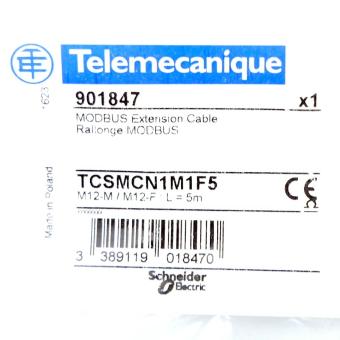 Telemecanique
1623
901847 x1
MODBUS Extension Cable
Rallonge MODBUS
Made in Poland
TCSMCN1M1F5 CE
M12-M / M12-F : L = 5m
3 389119 018470
Schneider
Electric